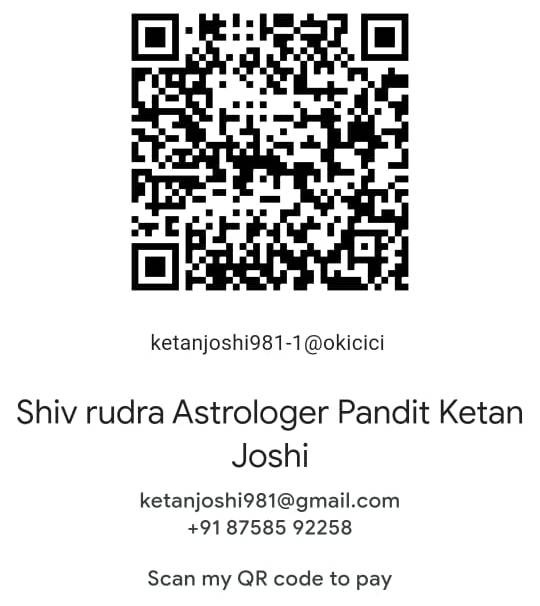 ketanjoshi981-1@okicici
Shiv rudra Astrologer Pandit Ketan
Joshi
ketanjoshi981@gmail.com
+91 87585 92258
Scan my QR code to pay